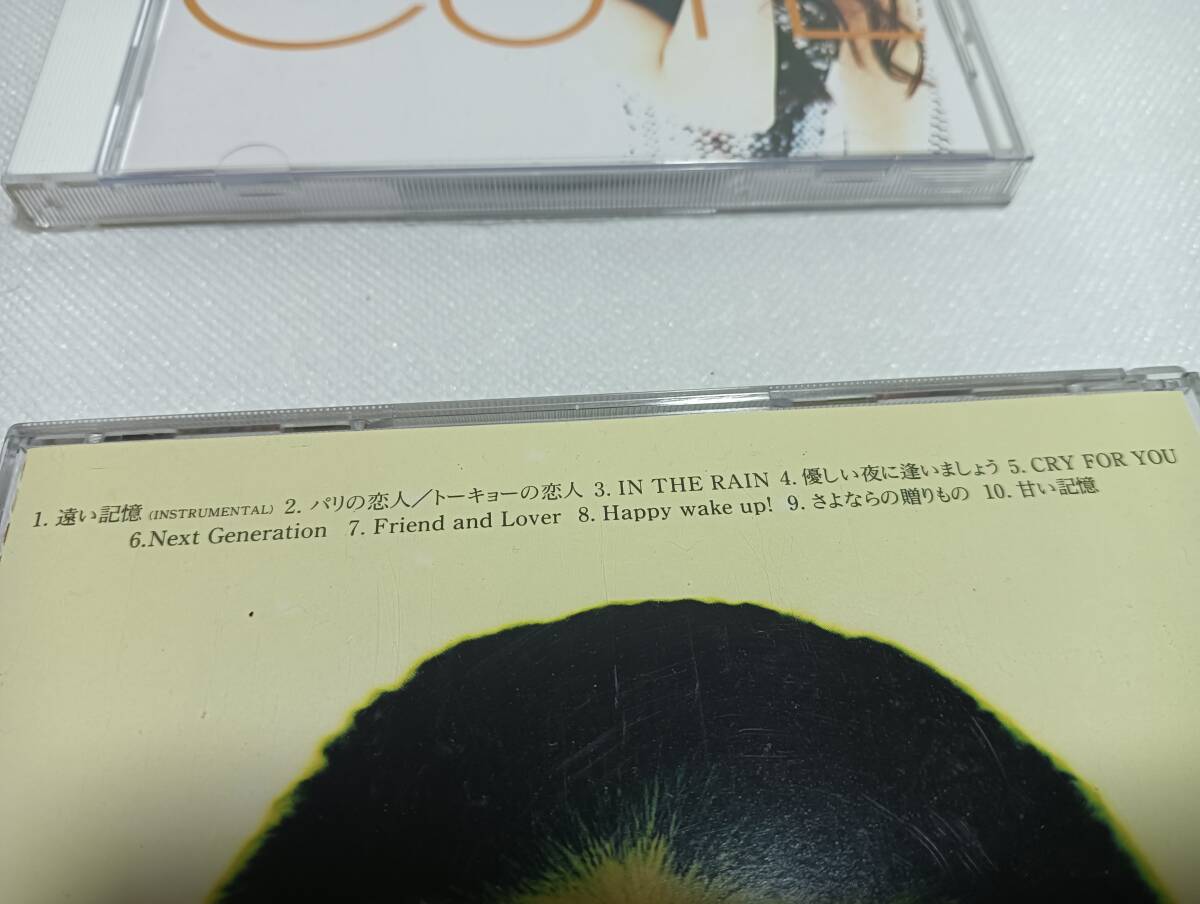 1. 遠い記憶 (INSTRUMENTAL) 2. パリの恋人/トーキョーの恋人 3. IN THE RAIN 4. 優しい夜に逢いましょう 5. CRY FOR YOU
6.Next Generation 7. Friend and Lover 8. Happy wake up! 9. さよならの贈りもの 10. 甘い記憶